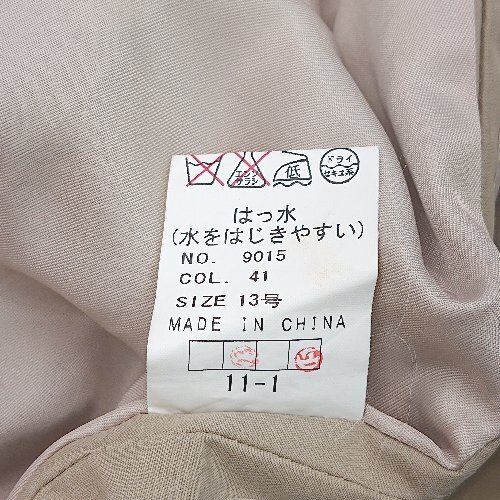 エンソ サラシ 低 ドライ セキユ系
はっ水
(水をはじきやすい)
NO. 9015
COL. 41
SIZE 13号
MADE IN CHINA
11-1